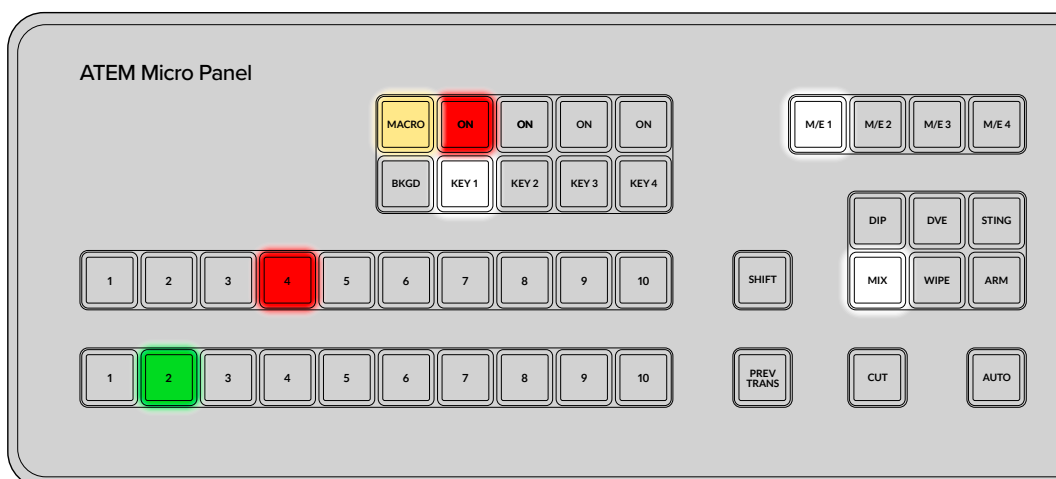 ATEM Micro Panel
MACRO ON ON ON ON
M/E 1 M/E 2 M/E 3 M/E 4
BKGD KEY 1 KEY 2 KEY 3 KEY 4
DIP DVE STING
1 2 3 4 5 6 7 8 9 10
SHIFT
MIX WIPE ARM
1 2 3 4 5 6 7 8 9 10
PREV
TRANS
CUT
AUTO